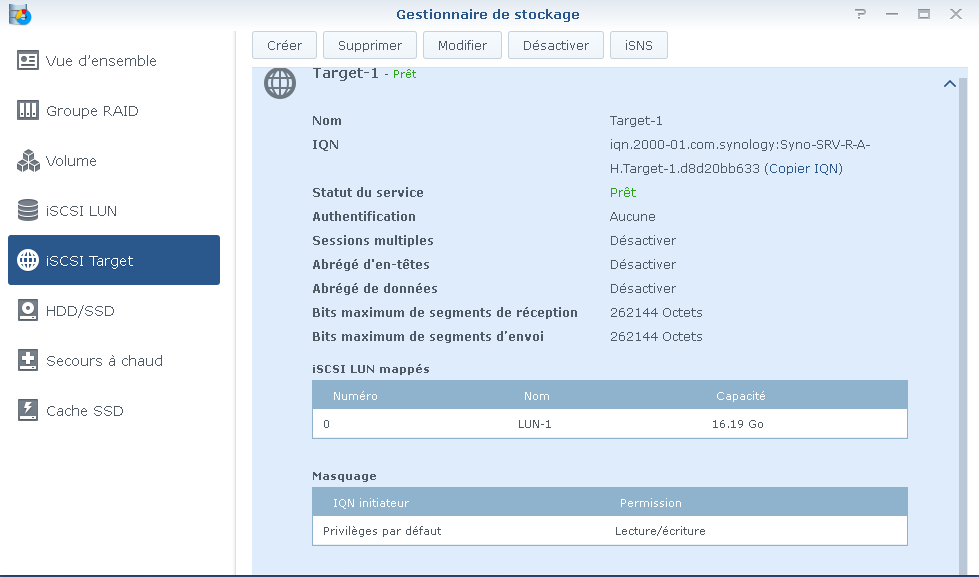 Gestionnaire de stockage
Vue d'ensemble
Groupe RAID
Volume
iSCSI LUN
iSCSI Target
HDD/SSD
Secours à chaud
Cache SSD
Créer Supprimer Modifier Désactiver iSNS
Target-1 - Prêt
Nom Target-1
IQN iqn.2000-01.com.synology:Syno-SRV-R-A-
H.Target-1.d8d20bb633 (Copier IQN)
Statut du service Prêt
Authentification Aucune
Sessions multiples Désactiver
Abrégé d'en-têtes Désactiver
Abrégé de données Désactiver
Bits maximum de segments de réception 262144 Octets
Bits maximum de segments d'envoi 262144 Octets
iSCSI LUN mappés
Numéro Nom Capacité
0 LUN-1 16.19 Go
Masquage
IQN initiateur Permission
Privilèges par défaut Lecture/écriture